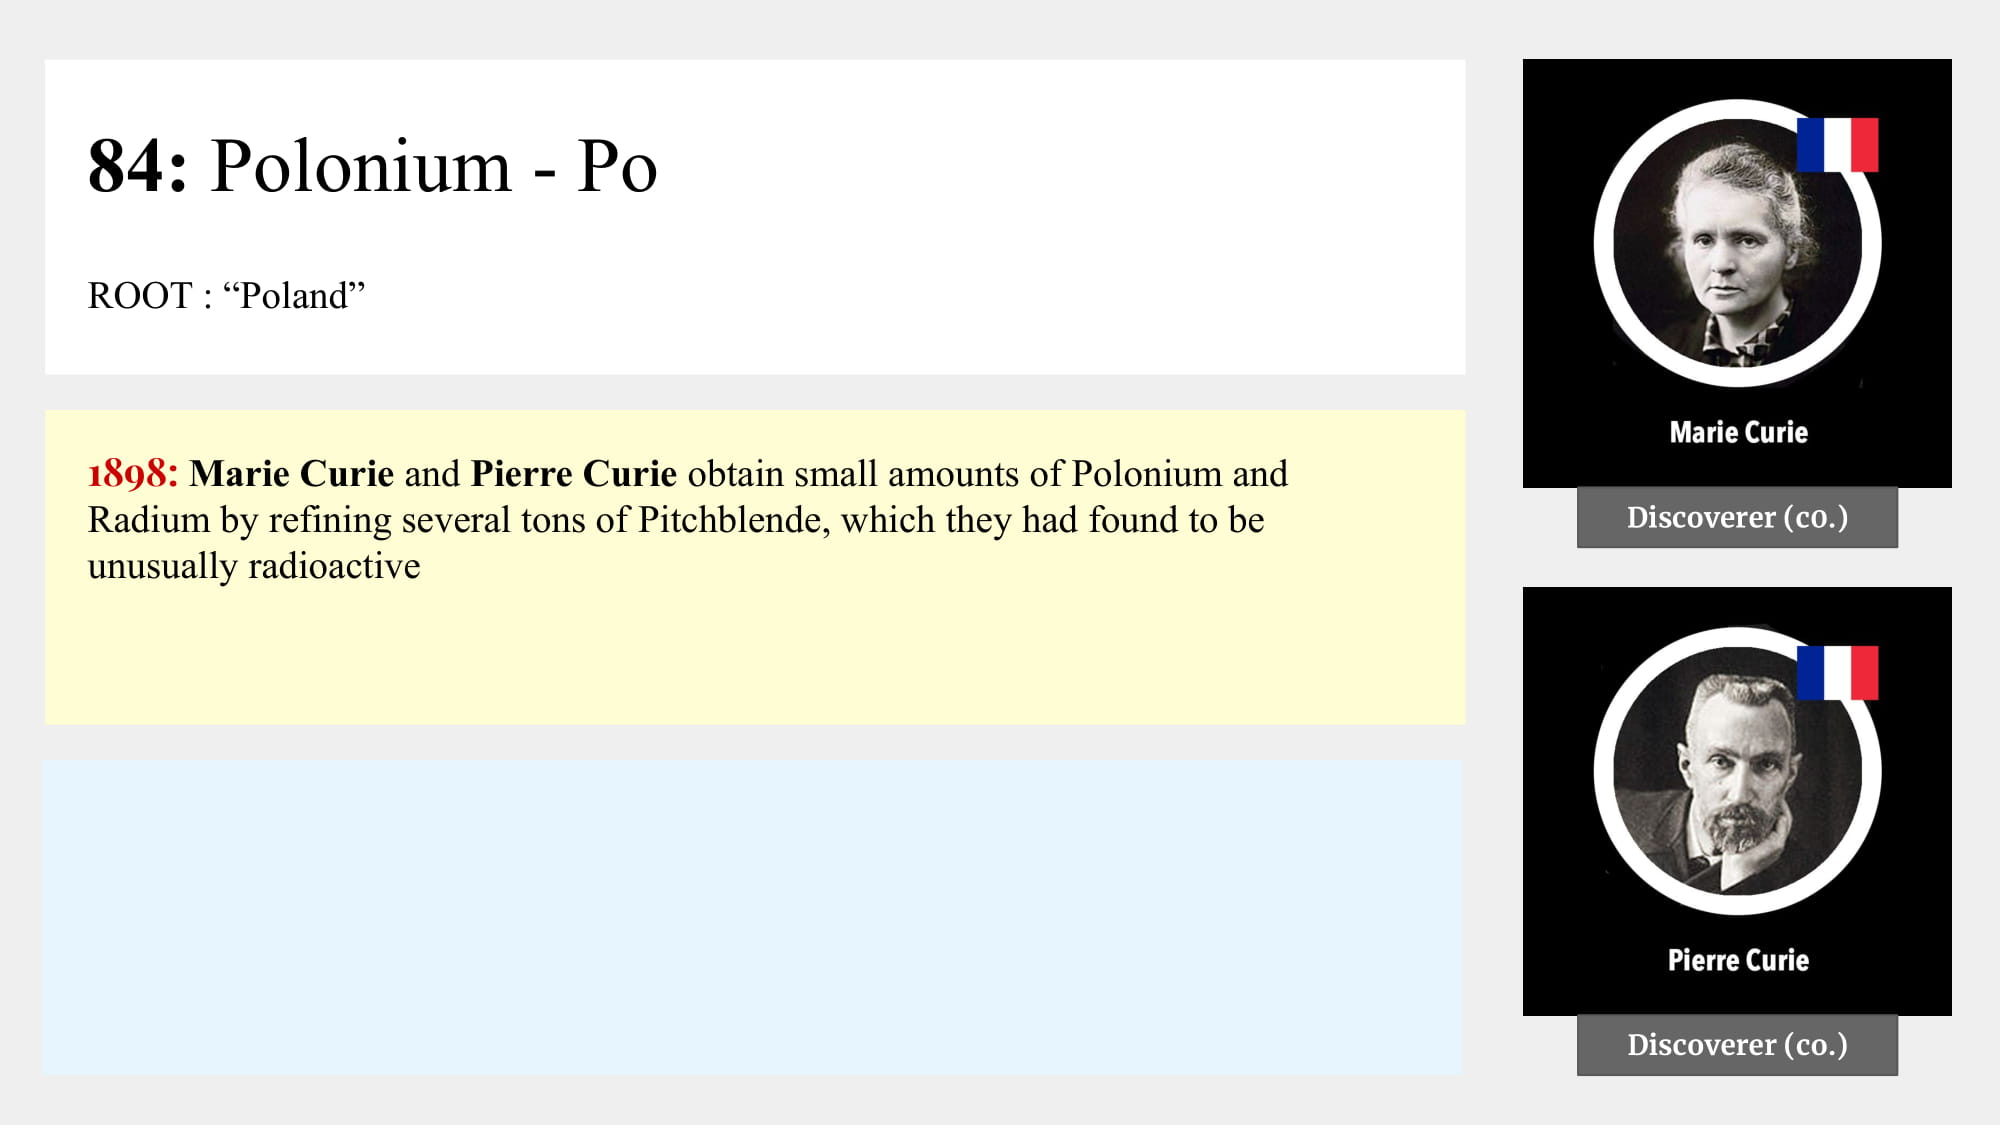 84: Polonium - Po
ROOT : “Poland”
1898: Marie Curie and Pierre Curie obtain small amounts of Polonium and
Radium by refining several tons of Pitchblende, which they had found to be
unusually radioactive
Marie Curie
Discoverer (co.)
Pierre Curie
Discoverer (co.)